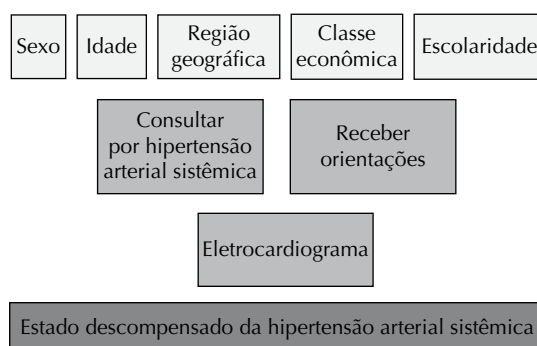 Sexo
Idade
Região
geográfica
Classe
econômica
Escolaridade
Consultar
por hipertensão
arterial sistêmica
Receber
orientações
Eletrocardiograma
Estado descompensado da hipertensão arterial sistêmica